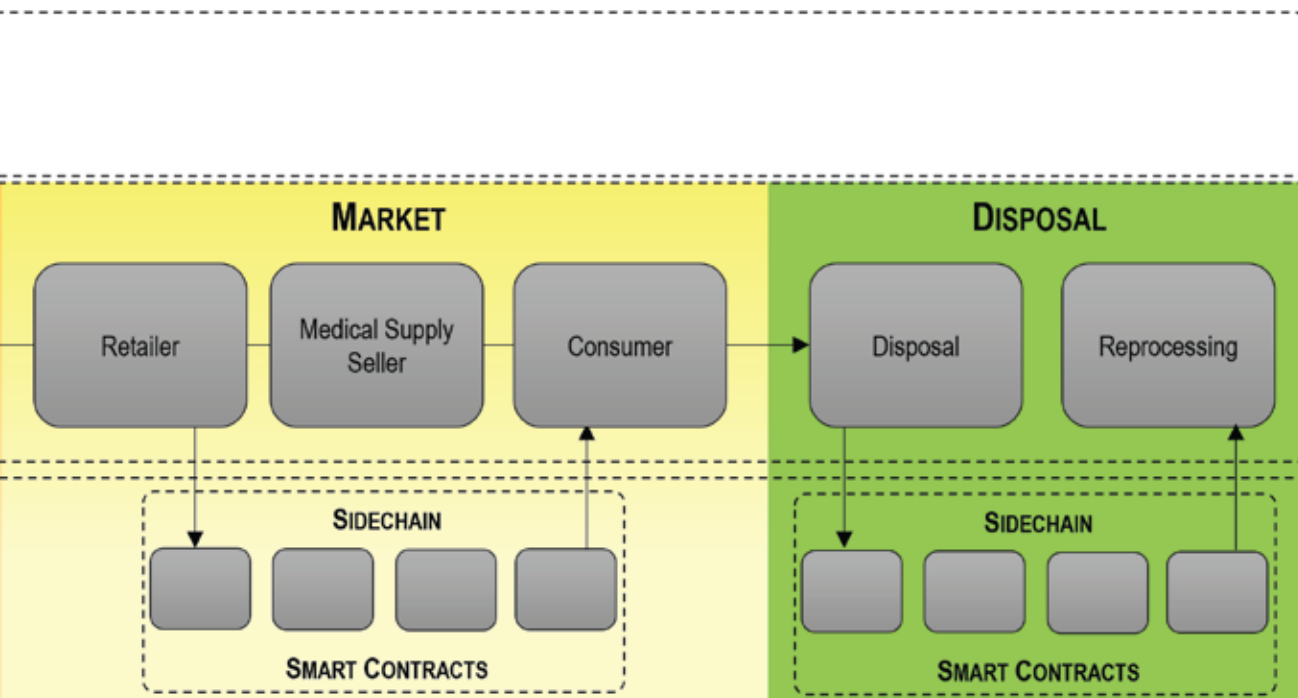 MARKET
DISPOSAL
Retailer
Medical Supply
Seller
Consumer
Disposal
Reprocessing
SIDECHAIN
SMART CONTRACTS
SIDECHAIN
SMART CONTRACTS